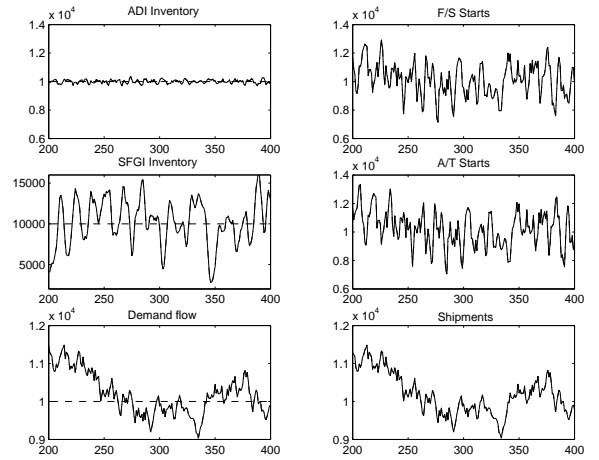 ADI Inventory
x 10^4
1.4
1.2
1
0.8
0.6
200 250 300 350 400
F/S Starts
x 10^4
1.4
1.2
1
0.8
0.6
200 250 300 350 400
SFGI Inventory
15000
10000
5000
200 250 300 350 400
A/T Starts
x 10^4
1.4
1.2
1
0.8
0.6
200 250 300 350 400
Demand flow
x 10^4
1.2
1.1
1
0.9
200 250 300 350 400
Shipments
x 10^4
1.2
1.1
1
0.9
200 250 300 350 400